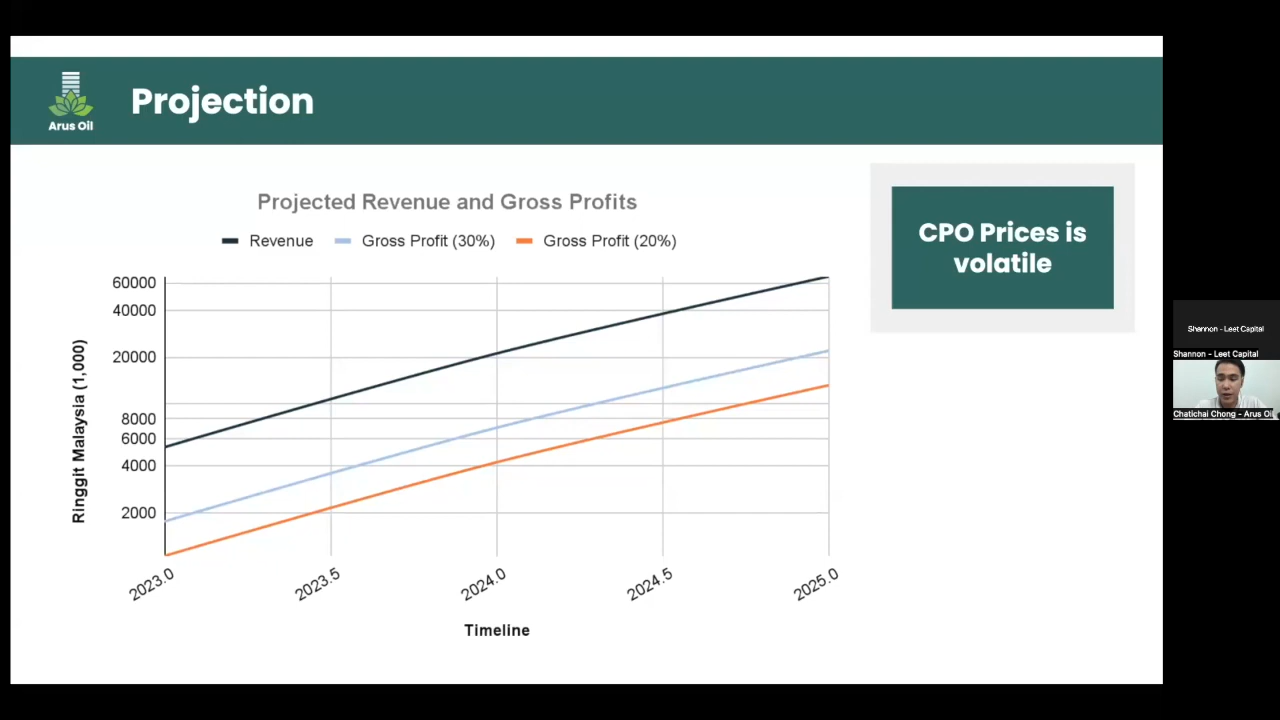 Arus Oil
Projection
Projected Revenue and Gross Profits
Revenue
Gross Profit (30%)
Gross Profit (20%)
CPO Prices is
volatile
60000
40000
20000
8000
6000
4000
2000
Ringgit Malaysia (1,000)
2023.0
2023.5
2024.0
2024.5
2025.0
Timeline
Shannon - Leet Capital
Shannon - Leet Capital
Chatichai Chong - Arus Oil